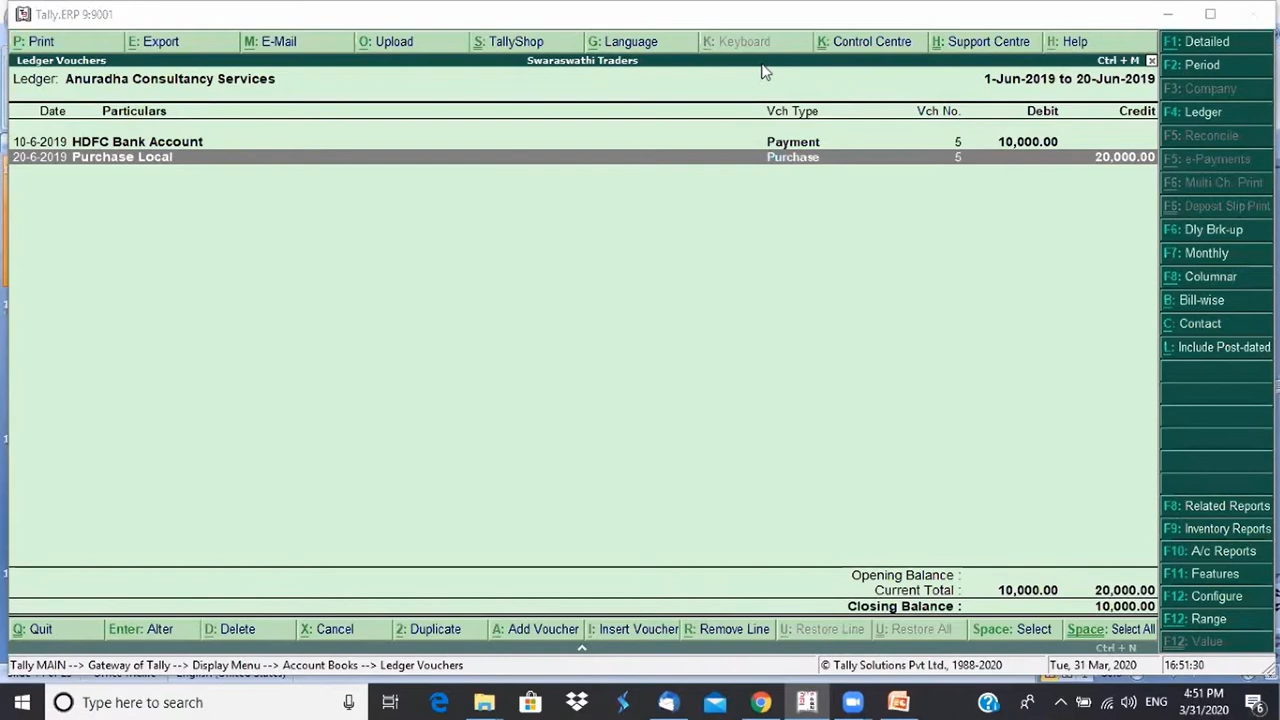 Tally.ERP 9:9001
P: Print E: Export M: E-Mail O: Upload S: TallyShop G: Language K: Keyboard K: Control Centre H: Support Centre H: Help
Ledger Vouchers Swaraswathi Traders Ctrl + M
Ledger: Anuradha Consultancy Services 1-Jun-2019 to 20-Jun-2019
Date Particulars Vch Type Vch No. Debit Credit
10-6-2019 HDFC Bank Account Payment 5 10,000.00
20-6-2019 Purchase Local Purchase 5 20,000.00
Opening Balance :
Current Total : 10,000.00 20,000.00
Closing Balance : 10,000.00
F1: Detailed
F2: Period
F3: Company
F4: Ledger
F5: Reconcile
F5: e-Payments
F6: Multi Ch. Print
F6: Deposit Slip Print
F6: Dly Brk-up
F7: Monthly
F8: Columnar
B: Bill-wise
C: Contact
L: Include Post-dated
F8: Related Reports
F9: Inventory Reports
F10: A/c Reports
F11: Features
F12: Configure
F12: Range
F12: Value
Q: Quit Enter: Alter D: Delete X: Cancel 2: Duplicate A: Add Voucher I: Insert Voucher R: Remove Line U: Restore Line U: Restore All Space: Select Space: Select All
Ctrl + N
Tally MAIN --> Gateway of Tally --> Display Menu --> Account Books --> Ledger Vouchers © Tally Solutions Pvt Ltd., 1988-2020 Tue, 31 Mar, 2020 16:51:30
Type here to search
ENG
4:51 PM
3/31/2020
6